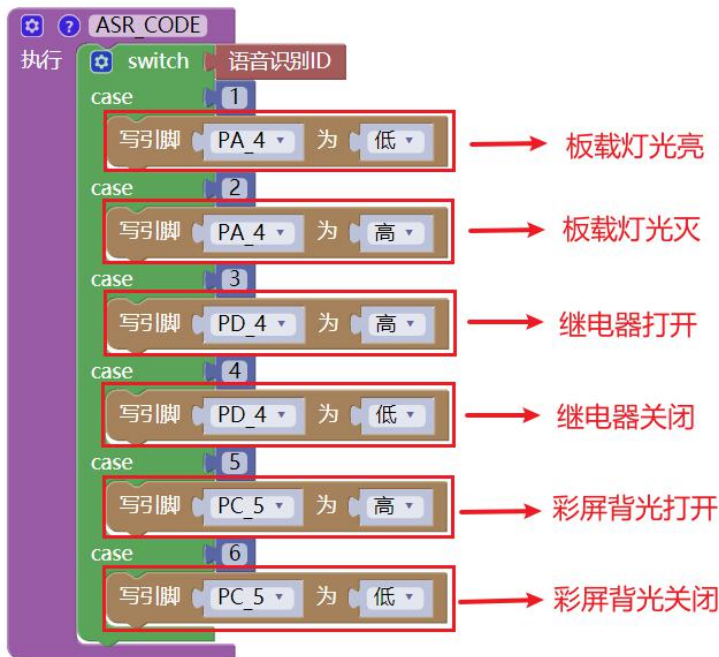 ASR_CODE
执行 switch 语音识别ID
case 1
写引脚 PA_4 为 低 板载灯光亮
case 2
写引脚 PA_4 为 高 板载灯光灭
case 3
写引脚 PD_4 为 高 继电器打开
case 4
写引脚 PD_4 为 低 继电器关闭
case 5
写引脚 PC_5 为 高 彩屏背光打开
case 6
写引脚 PC_5 为 低 彩屏背光关闭